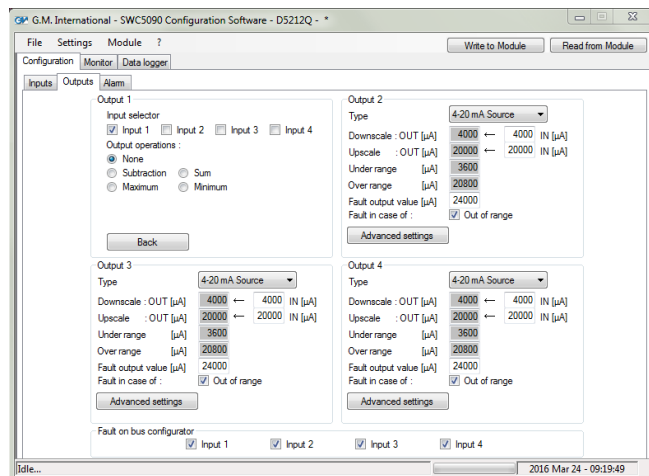 G.M. International - SWC5090 Configuration Software - D5212Q - *
File Settings Module ? Write to Module Read from Module
Configuration Monitor Data logger
Inputs Outputs Alarm
Output 1
Input selector
Input 1 Input 2 Input 3 Input 4
Output operations :
None
Subtraction Sum
Maximum Minimum
Back
Output 2
Type 4-20 mA Source
Downscale : OUT [µA] 4000 ← 4000 IN [µA]
Upscale : OUT [µA] 20000 ← 20000 IN [µA]
Under range [µA] 3600
Over range [µA] 20800
Fault output value [µA] 24000
Fault in case of : Out of range
Advanced settings
Output 3
Type 4-20 mA Source
Downscale : OUT [µA] 4000 ← 4000 IN [µA]
Upscale : OUT [µA] 20000 ← 20000 IN [µA]
Under range [µA] 3600
Over range [µA] 20800
Fault output value [µA] 24000
Fault in case of : Out of range
Advanced settings
Output 4
Type 4-20 mA Source
Downscale : OUT [µA] 4000 ← 4000 IN [µA]
Upscale : OUT [µA] 20000 ← 20000 IN [µA]
Under range [µA] 3600
Over range [µA] 20800
Fault output value [µA] 24000
Fault in case of : Out of range
Advanced settings
Fault on bus configurator
Input 1 Input 2 Input 3 Input 4
Idle... 2016 Mar 24 - 09:19:49